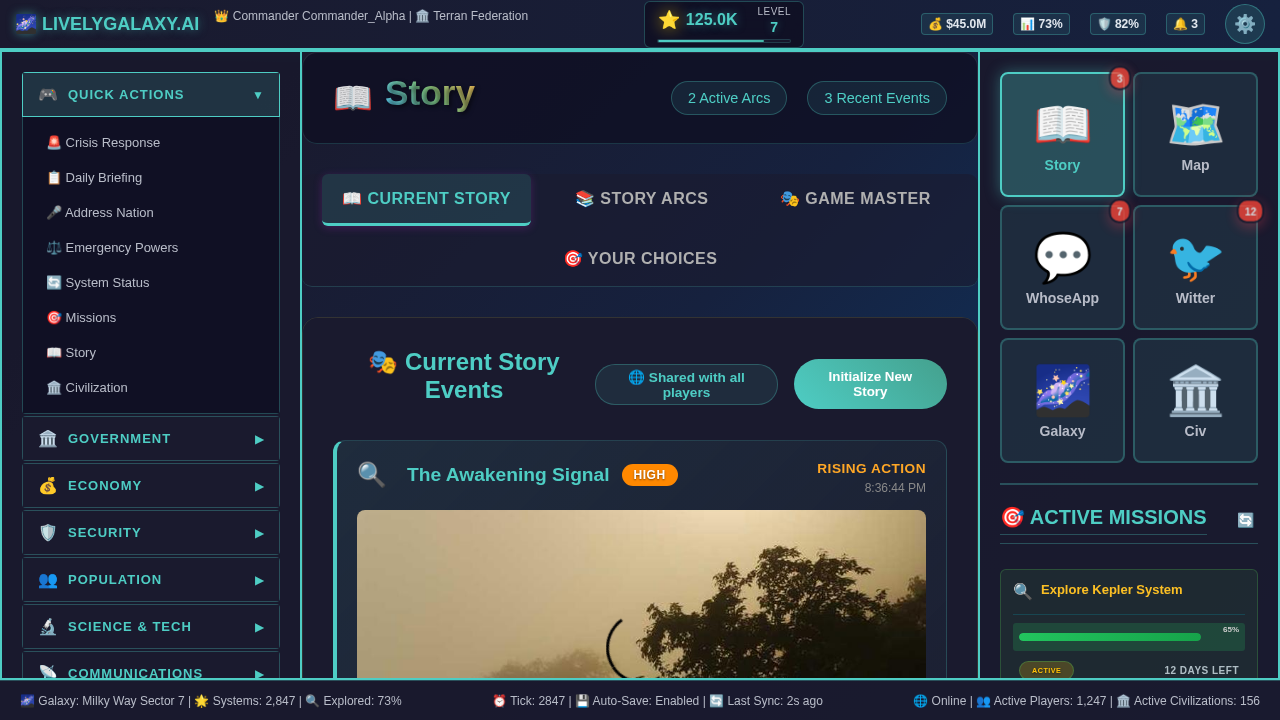 🌌 LIVELYGALAXY.AI
👑 Commander Commander_Alpha | 🏛️ Terran Federation
⭐ 125.0K
LEVEL
7
💰 $45.0M
📊 73%
🛡️ 82%
🔔 3
⚙️
🎮 QUICK ACTIONS ▼
🚨 Crisis Response
📋 Daily Briefing
🎤 Address Nation
⚖️ Emergency Powers
🔄 System Status
🎯 Missions
📖 Story
🏛️ Civilization
🏛️ GOVERNMENT ▶
💰 ECONOMY ▶
🛡️ SECURITY ▶
👥 POPULATION ▶
🔬 SCIENCE & TECH ▶
📡 COMMUNICATIONS ▶
📖 Story
2 Active Arcs
3 Recent Events
📖 CURRENT STORY
📚 STORY ARCS
🎭 GAME MASTER
🎯 YOUR CHOICES
🎭 Current Story
Events
🌐 Shared with all
players
Initialize New
Story
🔍 The Awakening Signal HIGH
RISING ACTION
8:36:44 PM
3
📖
Story
🗺️
Map
7
💬
WhoseApp
12
🐦
Witter
🌌
Galaxy
🏛️
Civ
🎯 ACTIVE MISSIONS 🔄
🔍 Explore Kepler System
65%
ACTIVE
12 DAYS LEFT
🌌 Galaxy: Milky Way Sector 7 | 🌟 Systems: 2,847 | 🔍 Explored: 73%
⏰ Tick: 2847 | 💾 Auto-Save: Enabled | 🔄 Last Sync: 2s ago
🌐 Online | 👥 Active Players: 1,247 | 🏛️ Active Civilizations: 156